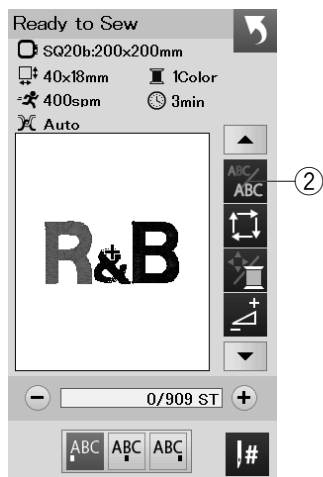 Ready to Sew
SQ20b:200x200mm
40x18mm 1Color
400spm 3min
Auto
ABC
ABC
2
R&B
0/909 ST
ABC ABC ABC #